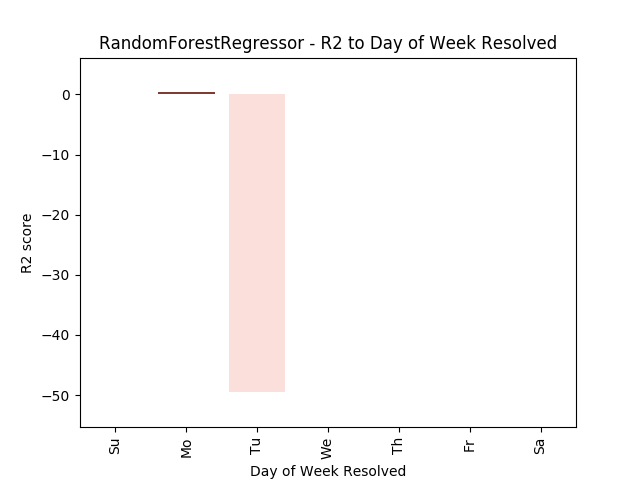 RandomForestRegressor - R2 to Day of Week Resolved
0
−10
−20
−30
−40
−50
R2 score
Su
Mo
Tu
We
Th
Fr
Sa
Day of Week Resolved